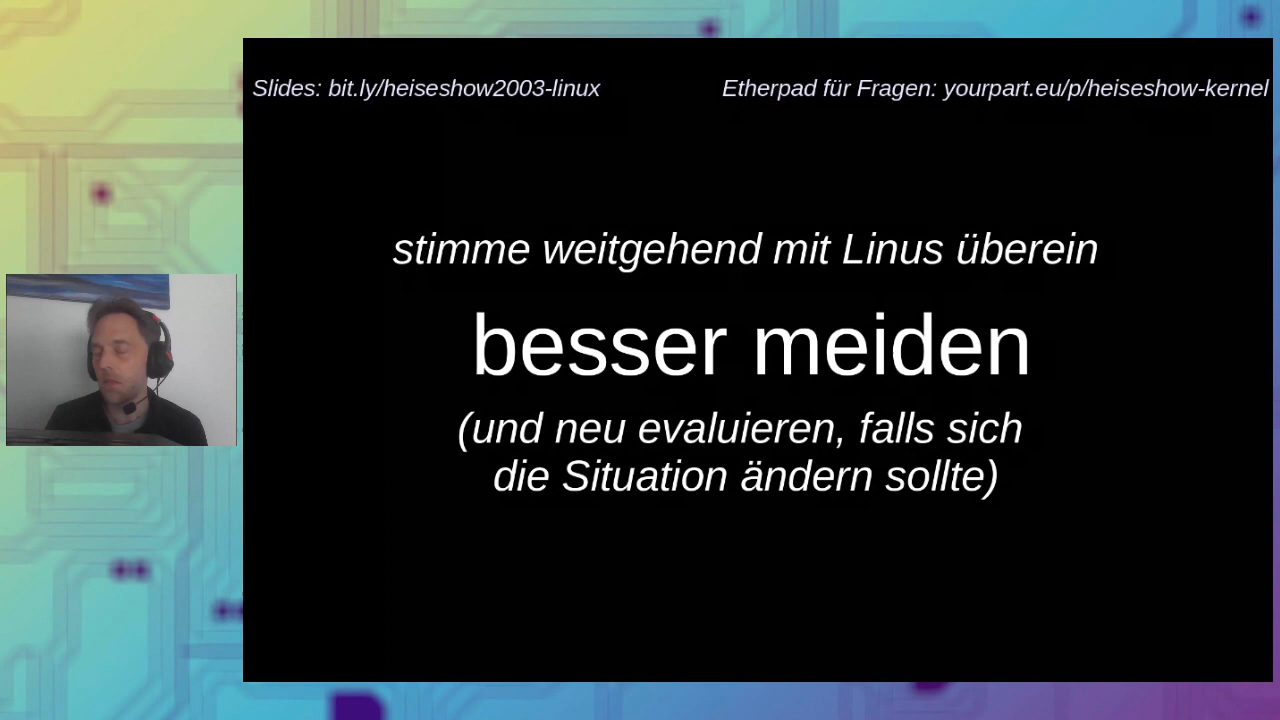 Slides: bit.ly/heiseshow2003-linux
Etherpad für Fragen: yourpart.eu/p/heiseshow-kernel
stimme weitgehend mit Linus überein
besser meiden
(und neu evaluieren, falls sich
die Situation ändern sollte)